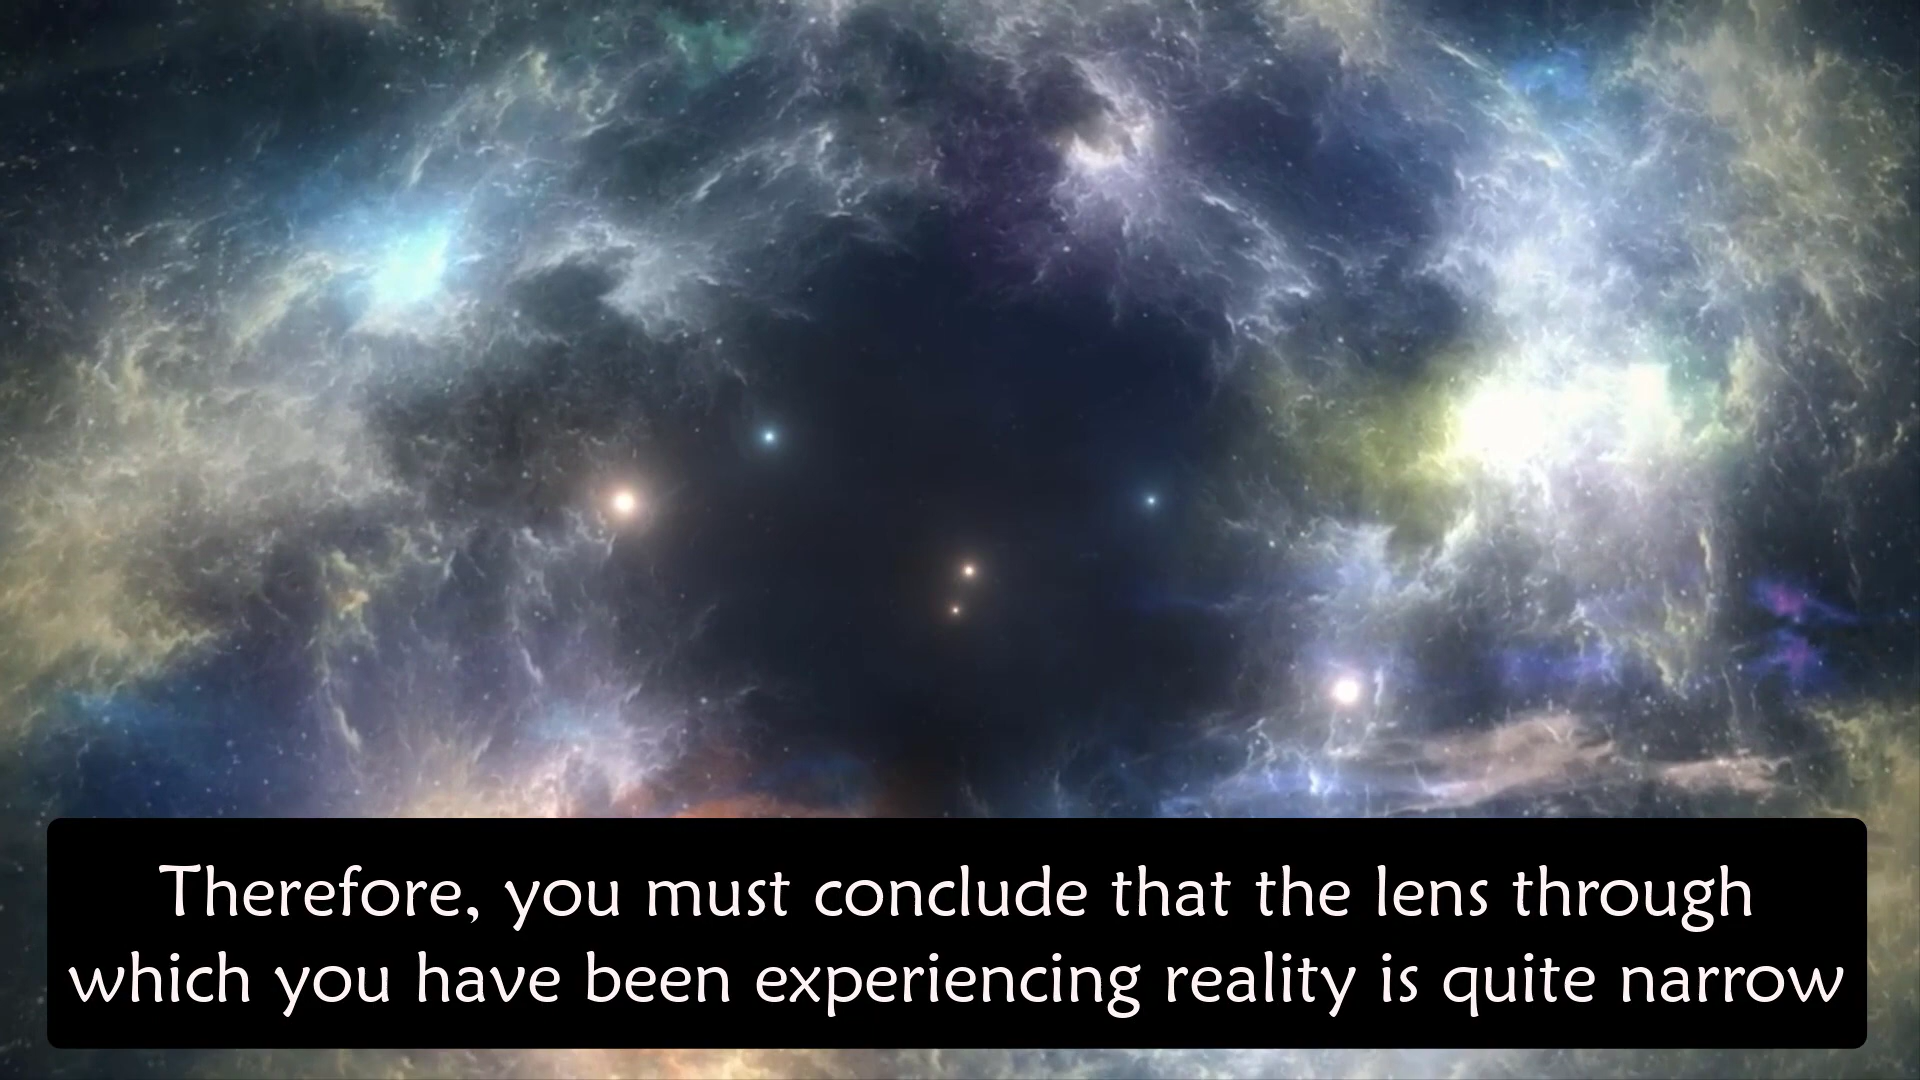 Therefore, you must conclude that the lens through
which you have been experiencing reality is quite narrow